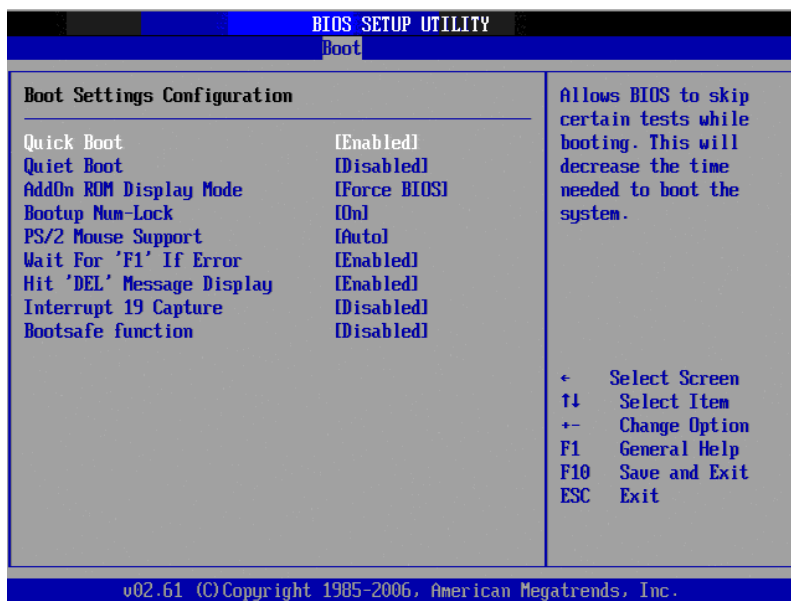 BIOS SETUP UTILITY
Boot
Boot Settings Configuration
Quick Boot [Enabled]
Quiet Boot [Disabled]
AddOn ROM Display Mode [Force BIOS]
Bootup Num-Lock [On]
PS/2 Mouse Support [Auto]
Wait For 'F1' If Error [Enabled]
Hit 'DEL' Message Display [Enabled]
Interrupt 19 Capture [Disabled]
Bootsafe function [Disabled]
Allows BIOS to skip
certain tests while
booting. This will
decrease the time
needed to boot the
system.
← Select Screen
↑↓ Select Item
+- Change Option
F1 General Help
F10 Save and Exit
ESC Exit
v02.61 (C)Copyright 1985-2006, American Megatrends, Inc.